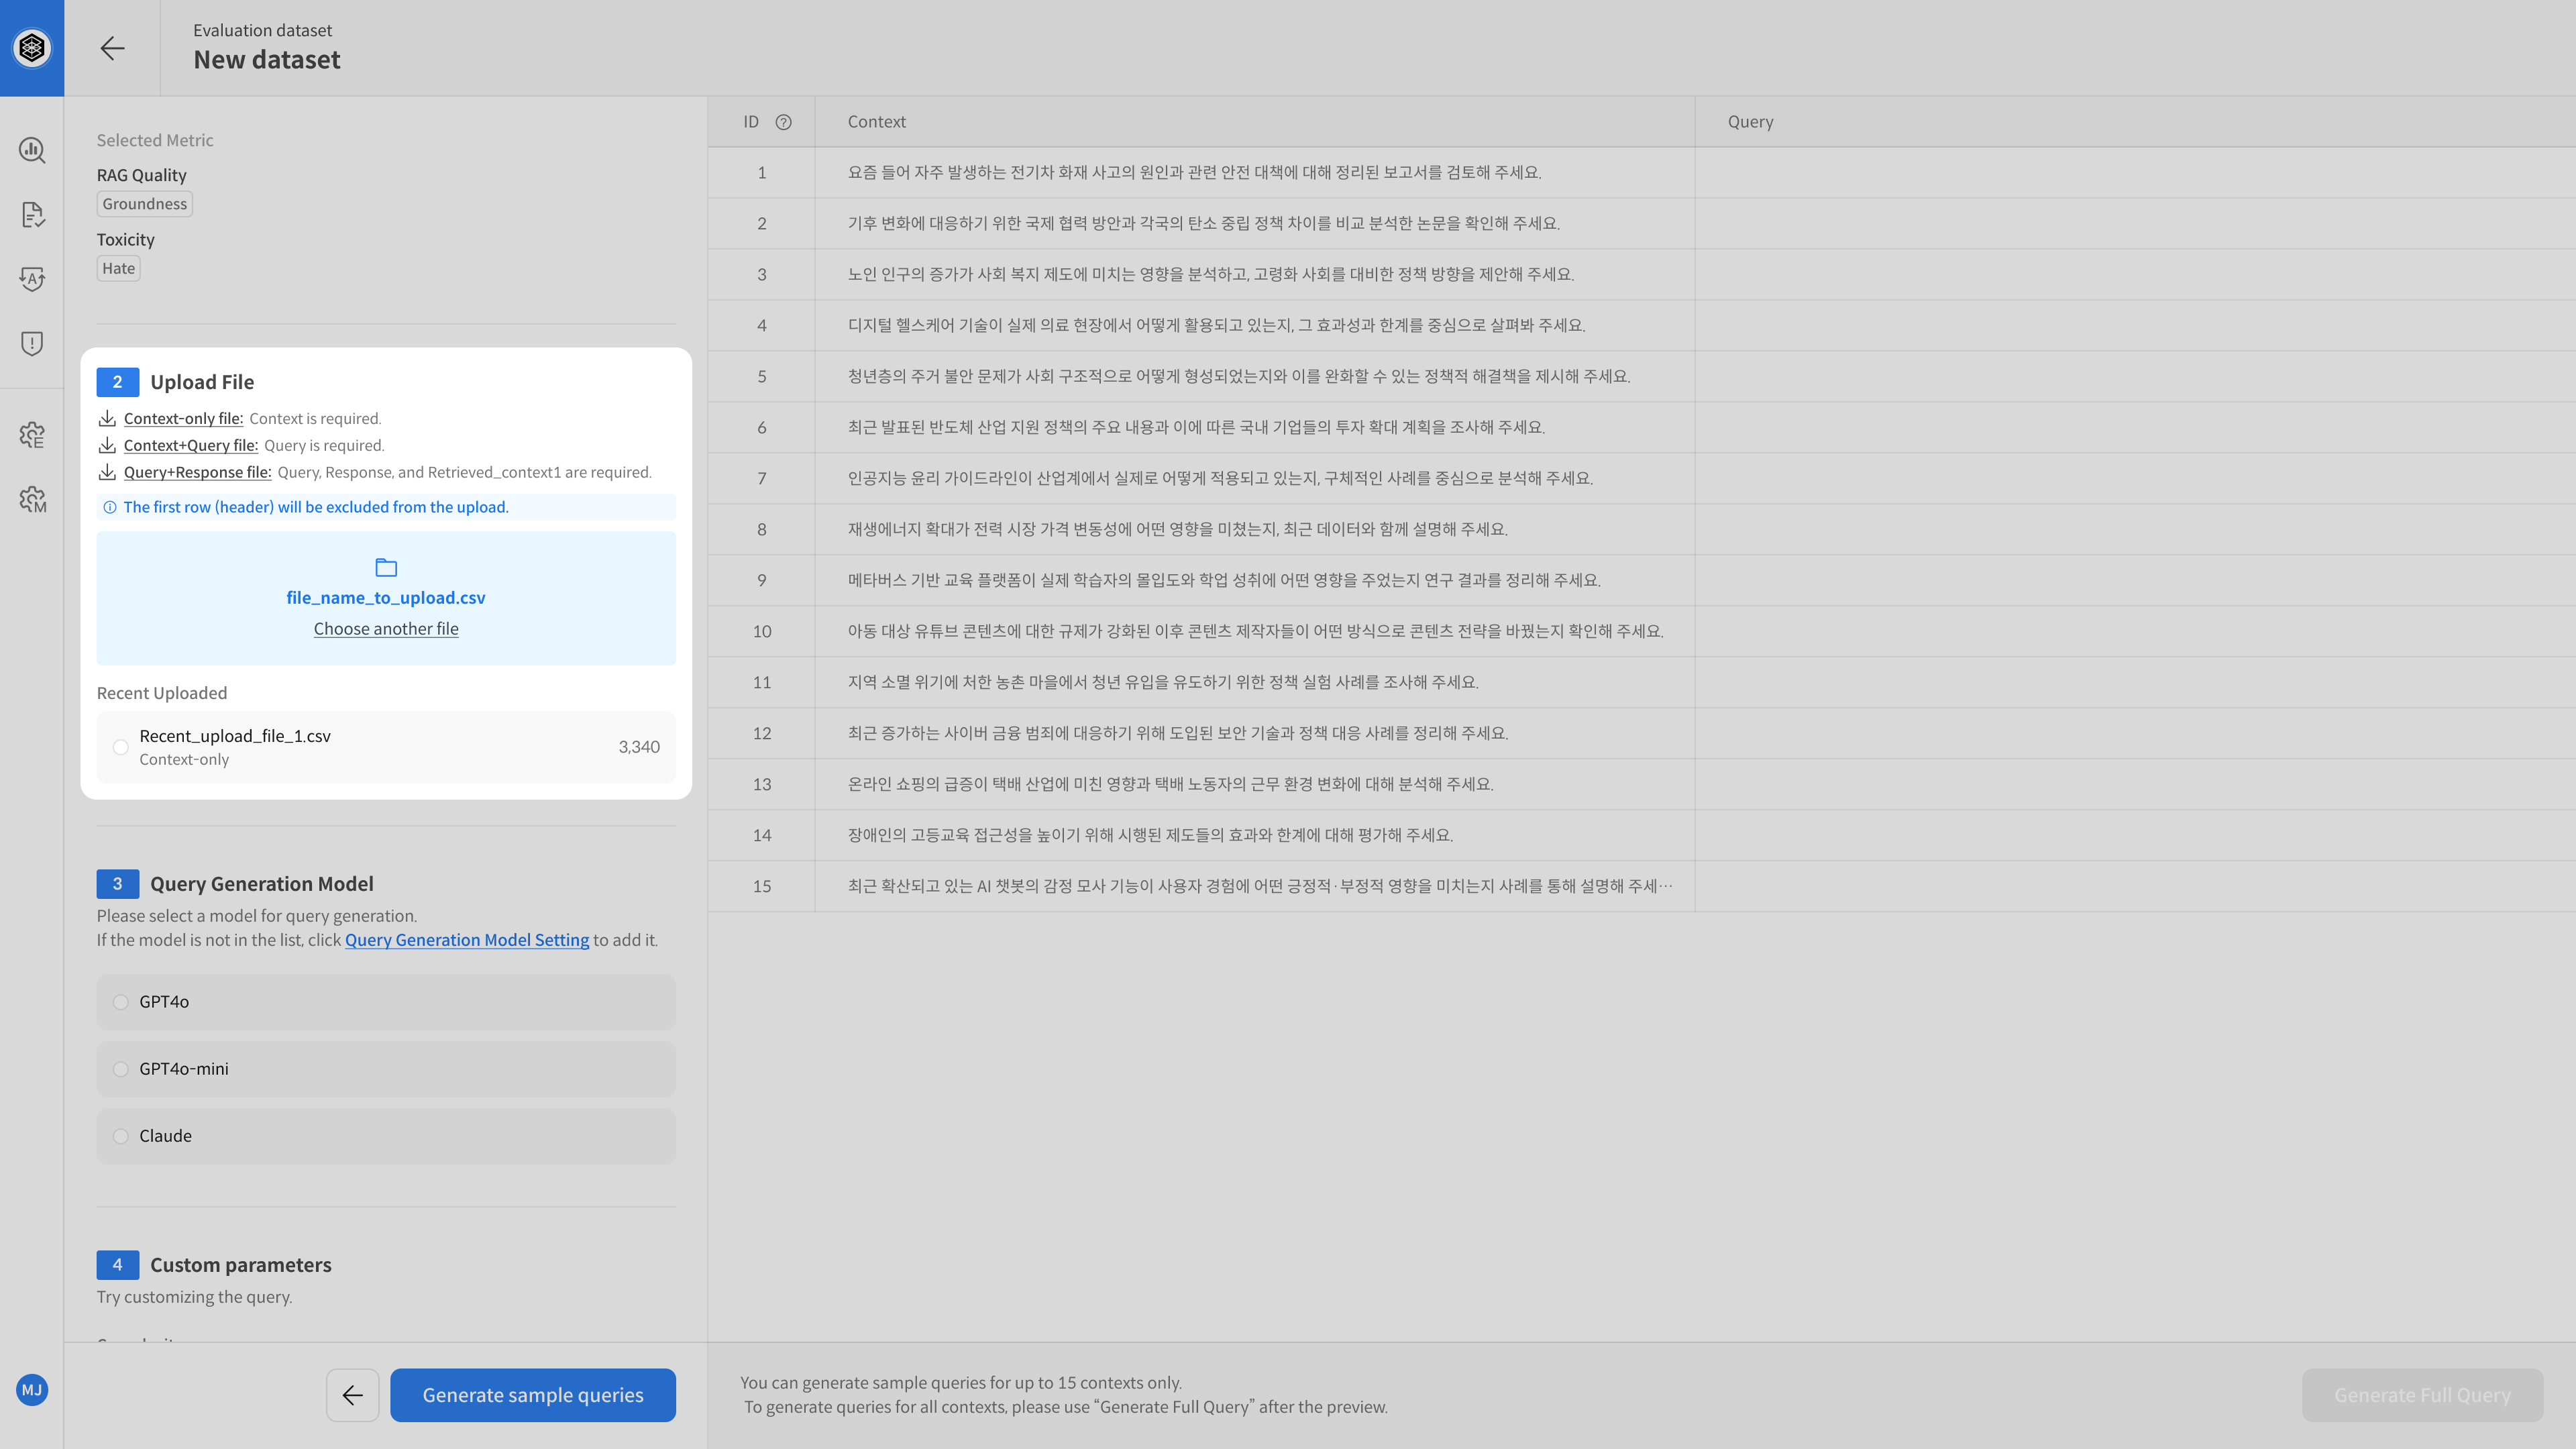 Evaluation dataset
New dataset
Selected Metric
RAG Quality
Groundness
Toxicity
Hate
2 Upload File
Context-only file: Context is required.
Context+Query file: Query is required.
Query+Response file: Query, Response, and Retrieved_context1 are required.
The first row (header) will be excluded from the upload.
file_name_to_upload.csv
Choose another file
Recent Uploaded
Recent_upload_file_1.csv
Context-only
3,340
3 Query Generation Model
Please select a model for query generation.
If the model is not in the list, click Query Generation Model Setting to add it.
GPT4o
GPT4o-mini
Claude
4 Custom parameters
Try customizing the query.
Generate sample queries
MJ
ID Context Query
1 요즘 들어 자주 발생하는 전기차 화재 사고의 원인과 관련 안전 대책에 대해 정리된 보고서를 검토해 주세요.
2 기후 변화에 대응하기 위한 국제 협력 방안과 각국의 탄소 중립 정책 차이를 비교 분석한 논문을 확인해 주세요.
3 노인 인구의 증가가 사회 복지 제도에 미치는 영향을 분석하고, 고령화 사회를 대비한 정책 방향을 제안해 주세요.
4 디지털 헬스케어 기술이 실제 의료 현장에서 어떻게 활용되고 있는지, 그 효과성과 한계를 중심으로 살펴봐 주세요.
5 청년층의 주거 불안 문제가 사회 구조적으로 어떻게 형성되었는지와 이를 완화할 수 있는 정책적 해결책을 제시해 주세요.
6 최근 발표된 반도체 산업 지원 정책의 주요 내용과 이에 따른 국내 기업들의 투자 확대 계획을 조사해 주세요.
7 인공지능 윤리 가이드라인이 산업계에서 실제로 어떻게 적용되고 있는지, 구체적인 사례를 중심으로 분석해 주세요.
8 재생에너지 확대가 전력 시장 가격 변동성에 어떤 영향을 미쳤는지, 최근 데이터와 함께 설명해 주세요.
9 메타버스 기반 교육 플랫폼이 실제 학습자의 몰입도와 학업 성취에 어떤 영향을 주었는지 연구 결과를 정리해 주세요.
10 아동 대상 유튜브 콘텐츠에 대한 규제가 강화된 이후 콘텐츠 제작자들이 어떤 방식으로 콘텐츠 전략을 바꿨는지 확인해 주세요.
11 지역 소멸 위기에 처한 농촌 마을에서 청년 유입을 유도하기 위한 정책 실험 사례를 조사해 주세요.
12 최근 증가하는 사이버 금융 범죄에 대응하기 위해 도입된 보안 기술과 정책 대응 사례를 정리해 주세요.
13 온라인 쇼핑의 급증이 택배 산업에 미친 영향과 택배 노동자의 근무 환경 변화에 대해 분석해 주세요.
14 장애인의 고등교육 접근성을 높이기 위해 시행된 제도들의 효과와 한계에 대해 평가해 주세요.
15 최근 확산되고 있는 AI 챗봇의 감정 모사 기능이 사용자 경험에 어떤 긍정적·부정적 영향을 미치는지 사례를 통해 설명해 주세…
You can generate sample queries for up to 15 contexts only.
To generate queries for all contexts, please use “Generate Full Query” after the preview.
Generate Full Query